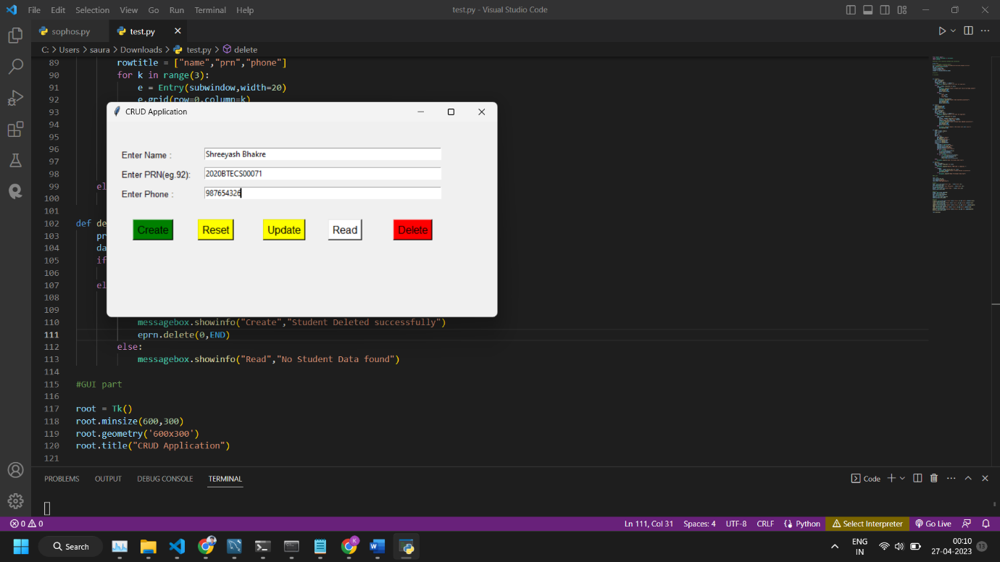 File Edit Selection View Go Run Terminal Help test.py - Visual Studio Code
sophos.py test.py
C: > Users > saura > Downloads > test.py > delete
89 rowtitle = ["name","prn","phone"]
90 for k in range(3):
91 e = Entry(subwindow,width=20)
92 e.grid(row=0,column=k)
93
94
95
96
97
98
99 el
100
101
102 def de
103 pr
104 da
105 if
106
107 el
108
109
CRUD Application
Enter Name : Shreeyash Bhakre
Enter PRN(eg.92): 2020BTECS00071
Enter Phone : 987654326
Create Reset Update Read Delete
110 messagebox.showinfo("Create","Student Deleted successfully")
111 eprn.delete(0,END)
112 else:
113 messagebox.showinfo("Read","No Student Data found")
114
115 #GUI part
116
117 root = Tk()
118 root.minsize(600,300)
119 root.geometry('600x300')
120 root.title("CRUD Application")
121
PROBLEMS OUTPUT DEBUG CONSOLE TERMINAL Code
0 0 Ln 111, Col 31 Spaces: 4 UTF-8 CRLF Python Select Interpreter Go Live
Search ENG 00:10
IN 27-04-2023 13